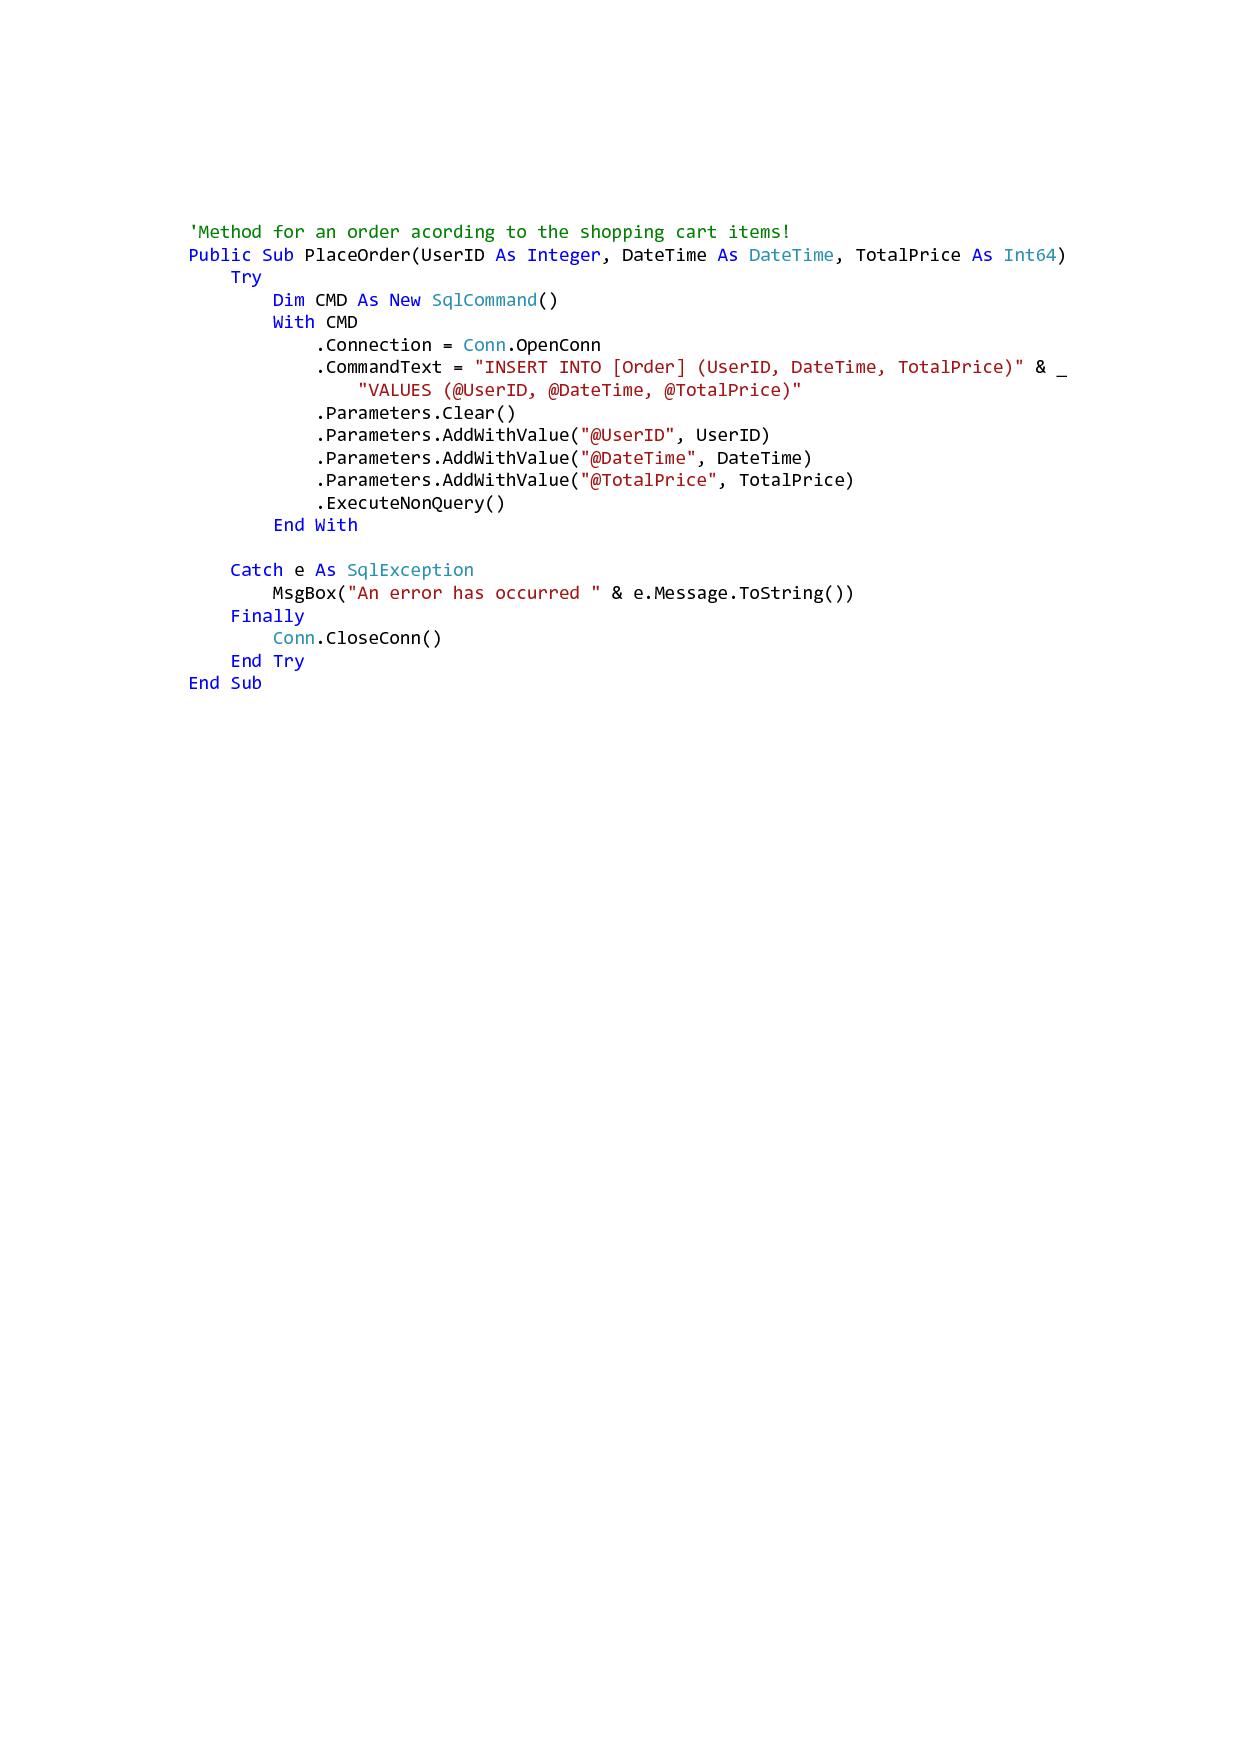 'Method for an order acording to the shopping cart items!
Public Sub PlaceOrder(UserID As Integer, DateTime As DateTime, TotalPrice As Int64)
    Try
        Dim CMD As New SqlCommand()
        With CMD
            .Connection = Conn.OpenConn
            .CommandText = "INSERT INTO [Order] (UserID, DateTime, TotalPrice)" & _
                "VALUES (@UserID, @DateTime, @TotalPrice)"
            .Parameters.Clear()
            .Parameters.AddWithValue("@UserID", UserID)
            .Parameters.AddWithValue("@DateTime", DateTime)
            .Parameters.AddWithValue("@TotalPrice", TotalPrice)
            .ExecuteNonQuery()
        End With

    Catch e As SqlException
        MsgBox("An error has occurred " & e.Message.ToString())
    Finally
        Conn.CloseConn()
    End Try
End Sub